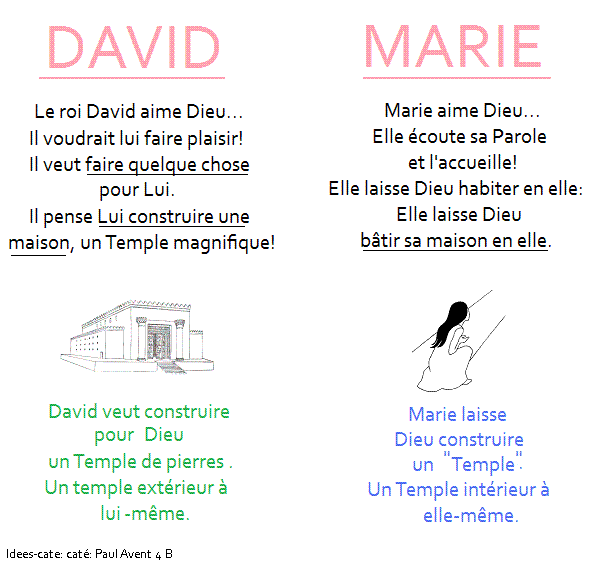 DAVID
Le roi David aime Dieu...
Il voudrait lui faire plaisir!
Il veut faire quelque chose
pour Lui.
Il pense Lui construire une
maison, un Temple magnifique!
David veut construire
pour Dieu
un Temple de pierres .
Un temple extérieur à
lui -même.
MARIE
Marie aime Dieu...
Elle écoute sa Parole
et l'accueille!
Elle laisse Dieu habiter en elle:
Elle laisse Dieu
bâtir sa maison en elle.
Marie laisse
Dieu construire
un "Temple".
Un Temple intérieur à
elle-même.
Idees-cate: caté: Paul Avent 4 B